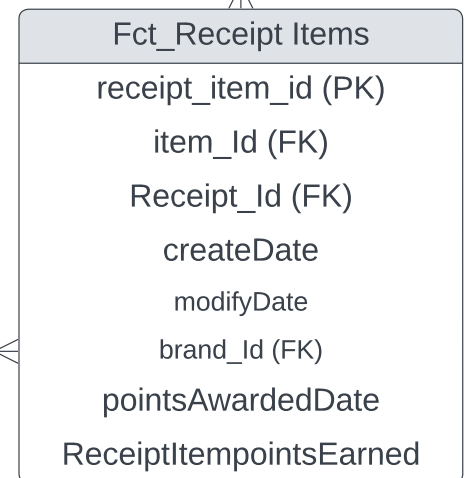 Fct_Receipt Items
receipt_item_id (PK)
item_Id (FK)
Receipt_Id (FK)
createDate
modifyDate
brand_Id (FK)
pointsAwardedDate
ReceiptItempointsEarned